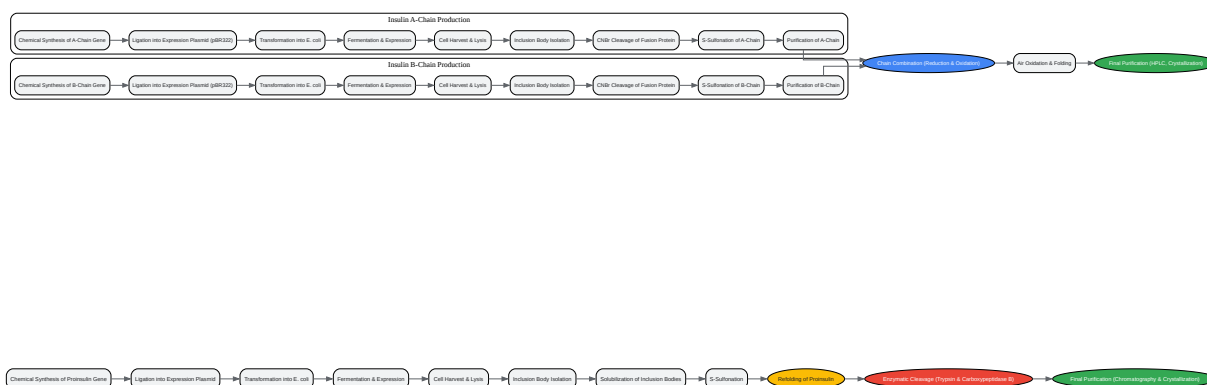 Insulin A-Chain Production
Chemical Synthesis of A-Chain Gene
Ligation into Expression Plasmid (pBR322)
Transformation into E. coli
Fermentation & Expression
Cell Harvest & Lysis
Inclusion Body Isolation
CNBr Cleavage of Fusion Protein
S-Sulfonation of A-Chain
Purification of A-Chain
Insulin B-Chain Production
Chemical Synthesis of B-Chain Gene
Ligation into Expression Plasmid (pBR322)
Transformation into E. coli
Fermentation & Expression
Cell Harvest & Lysis
Inclusion Body Isolation
CNBr Cleavage of Fusion Protein
S-Sulfonation of B-Chain
Purification of B-Chain
Chain Combination (Reduction & Oxidation)
Air Oxidation & Folding
Final Purification (HPLC, Crystallization)
Chemical Synthesis of Proinsulin Gene
Ligation into Expression Plasmid
Transformation into E. coli
Fermentation & Expression
Cell Harvest & Lysis
Inclusion Body Isolation
Solubilization of Inclusion Bodies
S-Sulfonation
Refolding of Proinsulin
Enzymatic Cleavage (Trypsin & Carboxypeptidase B)
Final Purification (Chromatography & Crystallization)